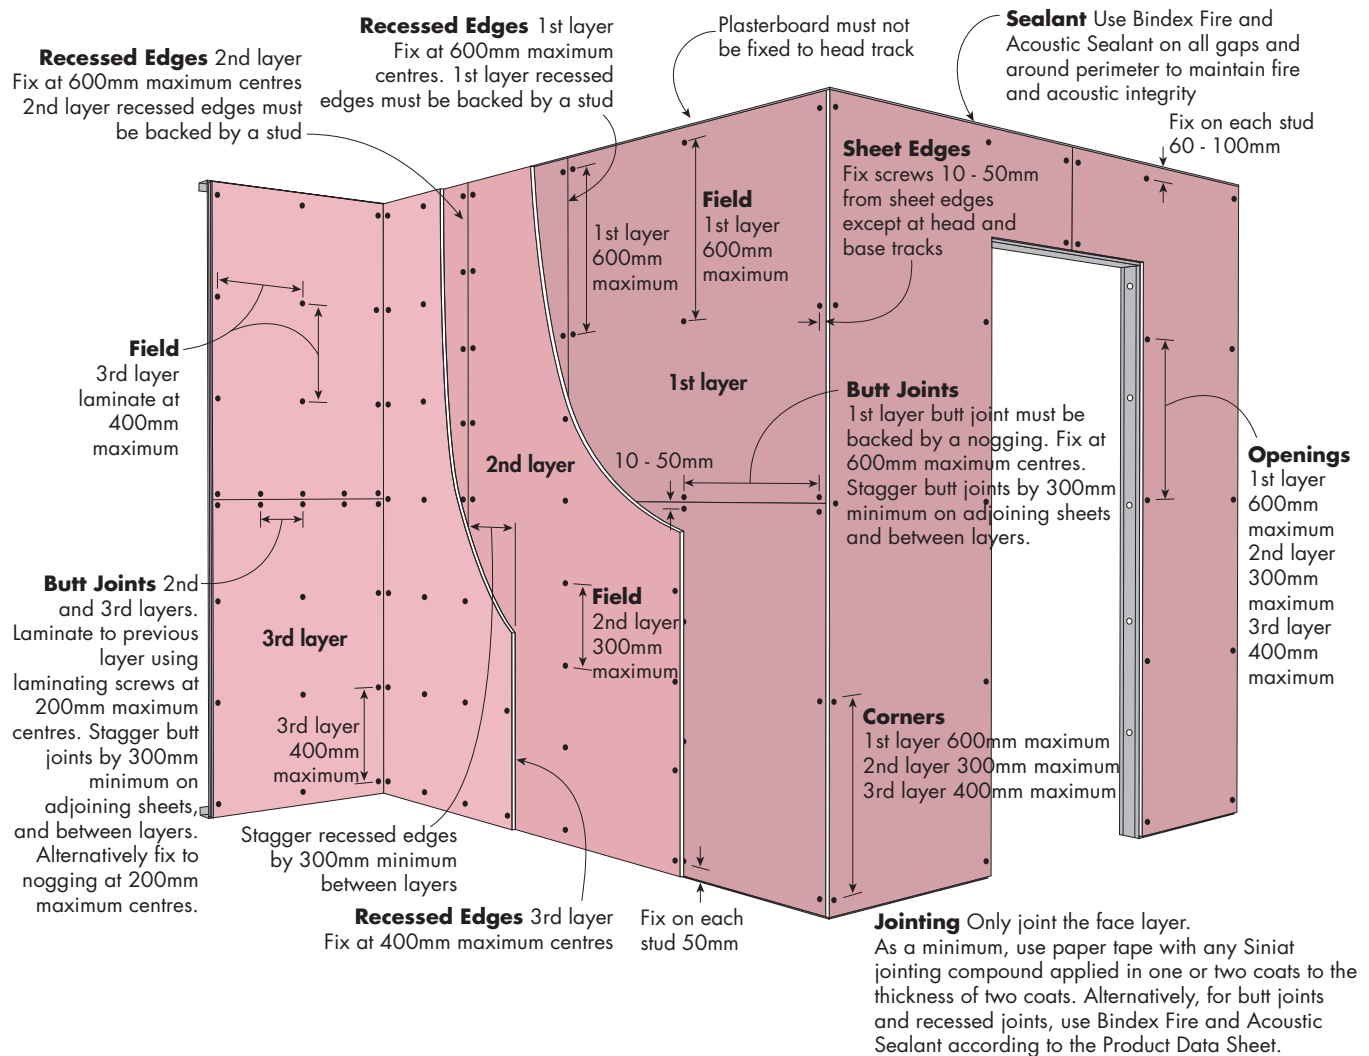 Recessed Edges 2nd layer
Fix at 600mm maximum centres
2nd layer recessed edges must
be backed by a stud
Recessed Edges 1st layer
Fix at 600mm maximum
centres. 1st layer recessed
edges must be backed by a stud
Plasterboard must not
be fixed to head track
Sealant Use Bindex Fire and
Acoustic Sealant on all gaps and
around perimeter to maintain fire
and acoustic integrity
Fix on each stud
60 - 100mm
Sheet Edges
Fix screws 10 - 50mm
from sheet edges
except at head and
base tracks
Field
1st layer
600mm
maximum
1st layer
600mm
maximum
Field
3rd layer
laminate at
400mm
maximum
1st layer
Butt Joints
1st layer butt joint must be
backed by a nogging. Fix at
600mm maximum centres.
Stagger butt joints by 300mm
minimum on adjoining sheets
and between layers.
2nd layer
10 - 50mm
Openings
1st layer
600mm
maximum
2nd layer
300mm
maximum
3rd layer
400mm
maximum
Butt Joints 2nd
and 3rd layers.
Laminate to previous
layer using
laminating screws at
200mm maximum
centres. Stagger butt
joints by 300mm
minimum on
adjoining sheets,
and between layers.
Alternatively fix to
nogging at 200mm
maximum centres.
3rd layer
Field
2nd layer
300mm
maximum
3rd layer
400mm
maximum
Corners
1st layer 600mm maximum
2nd layer 300mm maximum
3rd layer 400mm maximum
Stagger recessed edges
by 300mm minimum
between layers
Recessed Edges 3rd layer
Fix at 400mm maximum centres
Fix on each
stud 50mm
Jointing Only joint the face layer.
As a minimum, use paper tape with any Siniat
jointing compound applied in one or two coats to the
thickness of two coats. Alternatively, for butt joints
and recessed joints, use Bindex Fire and Acoustic
Sealant according to the Product Data Sheet.